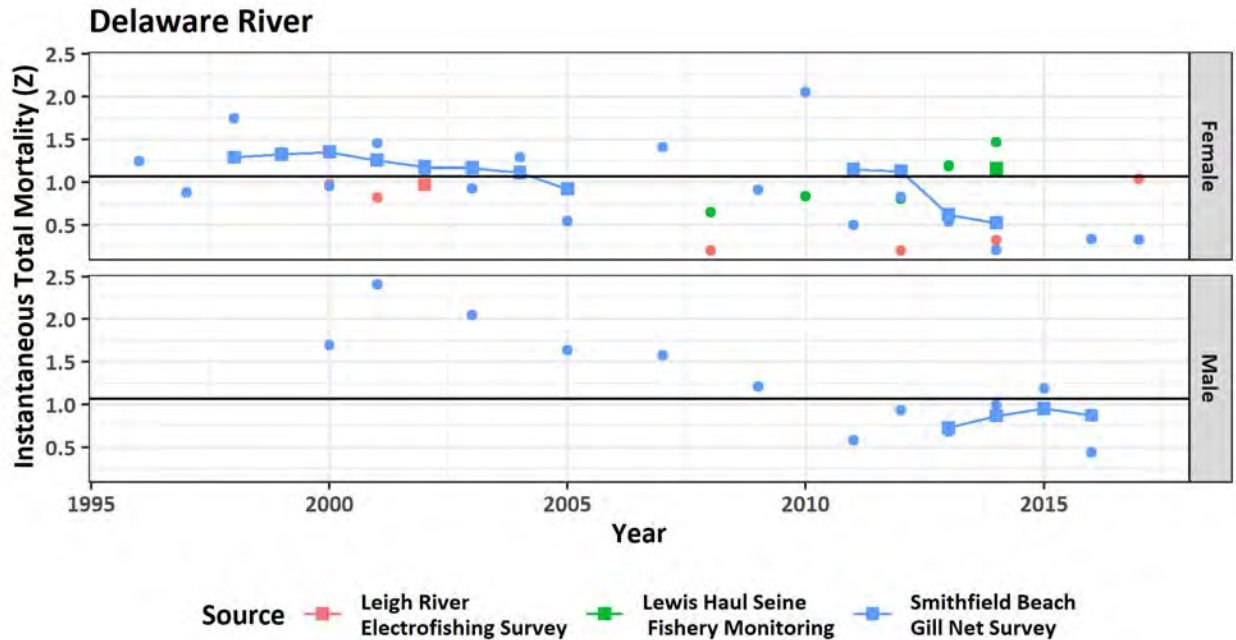 Delaware River
Instantaneous Total Mortality (Z)
2.5
2.0
1.5
1.0
0.5
Female
2.5
2.0
1.5
1.0
0.5
Male
1995 2000 2005 2010 2015
Year
Source
Leigh River
Electrofishing Survey
Lewis Haul Seine
Fishery Monitoring
Smithfield Beach
Gill Net Survey